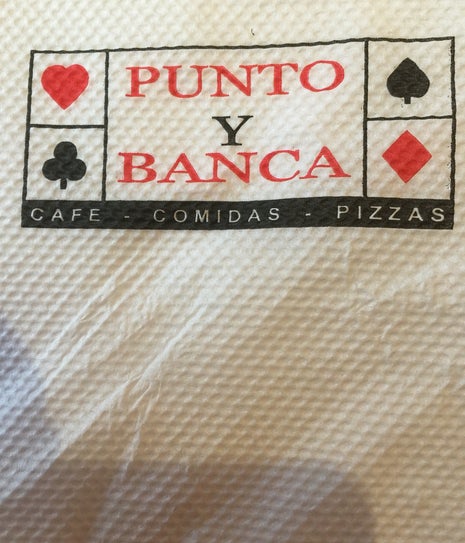 PUNTO
Y
BANCA
CAFE - COMIDAS - PIZZAS